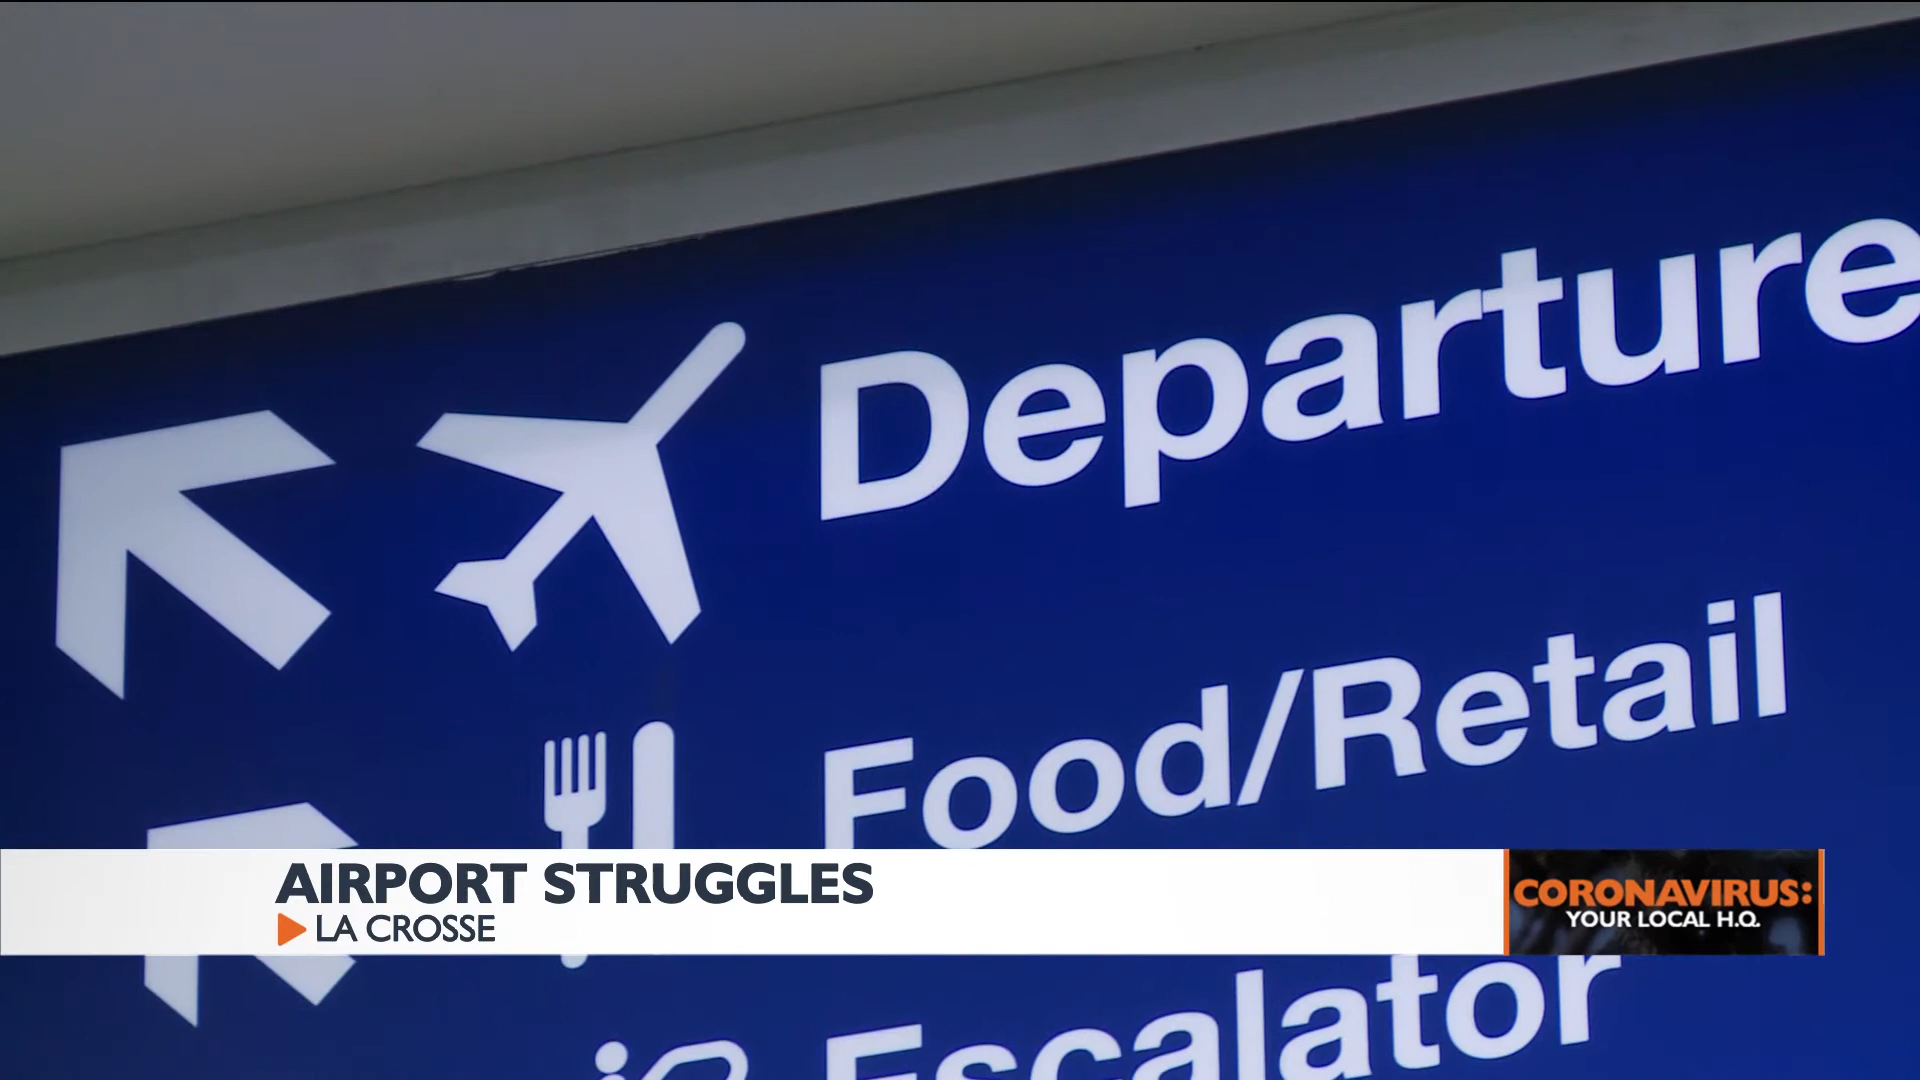 Departure
Food/Retail
AIRPORT STRUGGLES
LA CROSSE
CORONAVIRUS:
YOUR LOCAL H.Q.
Escalator